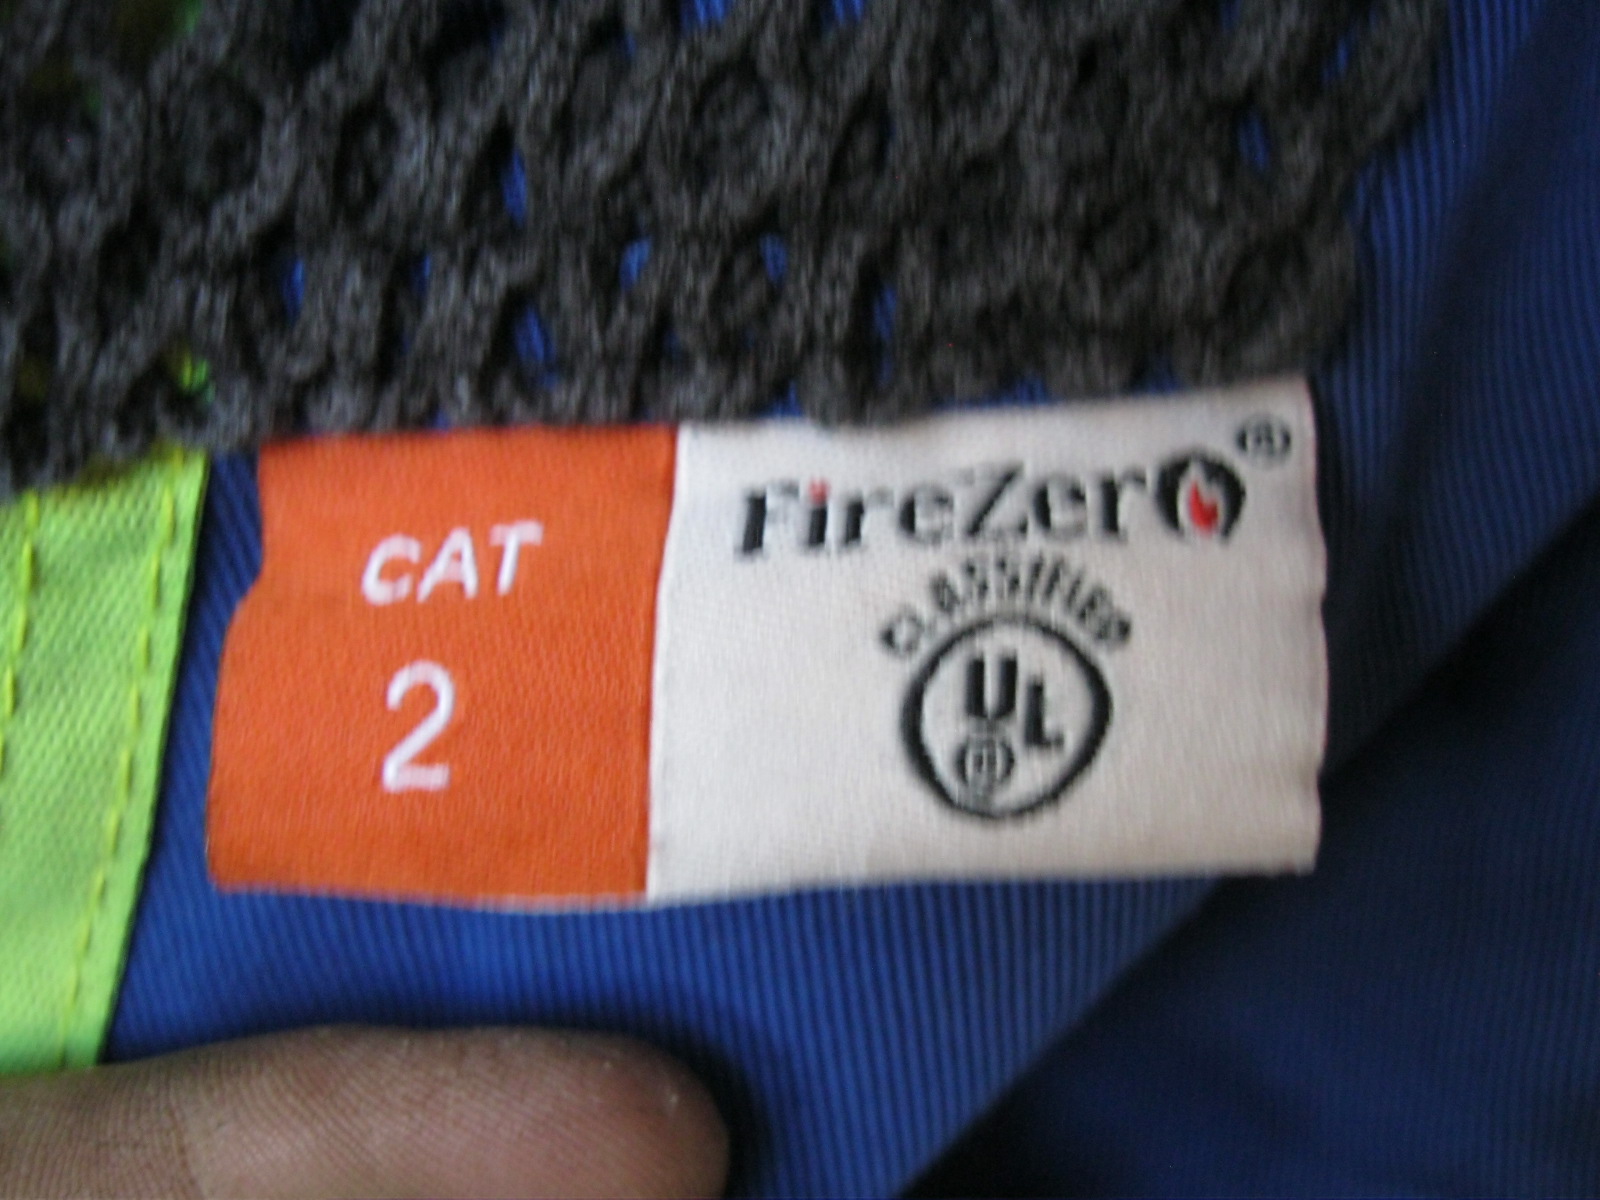 CAT
2
FireZero®
CLASSIFIED
UL
®